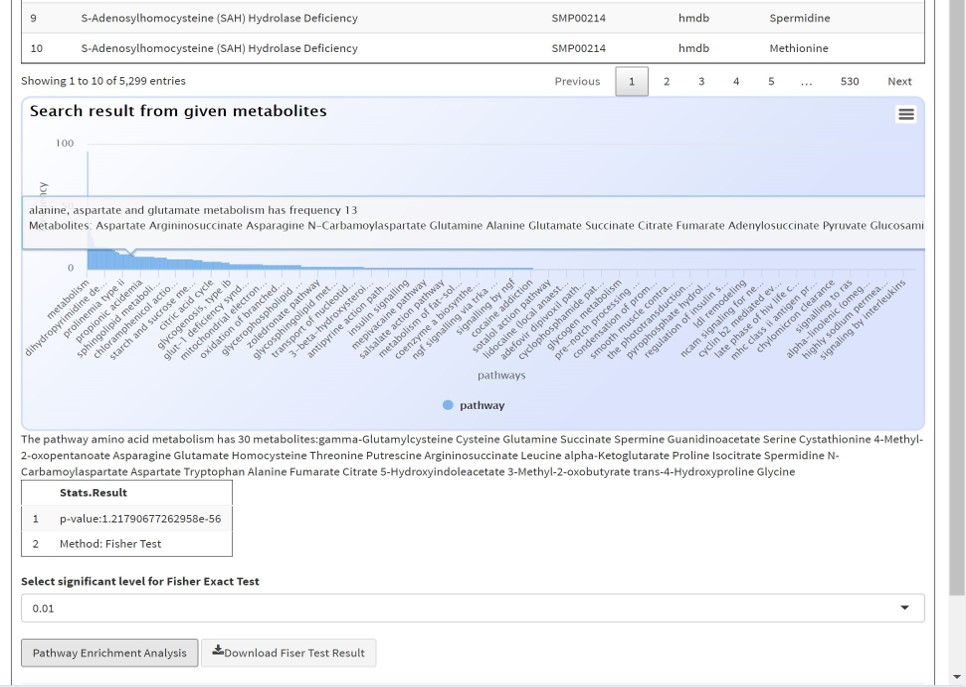 9 S-Adenosylhomocysteine (SAH) Hydrolase Deficiency SMP00214 hmdb Spermidine
10 S-Adenosylhomocysteine (SAH) Hydrolase Deficiency SMP00214 hmdb Methionine
Showing 1 to 10 of 5,299 entries Previous 1 2 3 4 5 ... 530 Next
Search result from given metabolites
100
alanine, aspartate and glutamate metabolism has frequency 13
Metabolites: Aspartate Argininosuccinate Asparagine N-Carbamoylaspartate Glutamine Alanine Glutamate Succinate Citrate Fumarate Adenylosuccinate Pyruvate Glucosami
0
metabolism
dihydropyrimidine de...
prolinemia type ii
propionic acidemia
sphingolipid metaboli...
chloramphenicol actio...
starch and sucrose me...
citric acid cycle
glycogenosis, type ib
glut-1 deficiency synd...
mitochondrial electron...
oxidation of branched...
glycerophospholipid ...
zoledronate pathway
glycosphingolipid met...
transport of nucleotid...
3-beta-hydroxysteroi...
antipyrine action path...
insulin signalling
mepivacaine pathway
salsalate action pathway
metabolism of fat-sol...
coenzyme a biosynthe...
ngf signalling via trka ...
signalling by ngf
cocaine addiction
sotalol action pathway
lidocaine (local anaest...
adefovir dipivoxil path...
cyclophosphamide pat...
glycogen metabolism
pre-notch processing ...
condensation of prom...
smooth muscle contra...
the phototransduction...
pyrophosphate hydrol...
regulation of insulin s...
ldl remodeling
ncam signaling for ne...
cyclin b2 mediated ev...
late phase of hiv life c...
mhc class ii antigen pr...
chylomicron clearance
signalling to ras
alpha-linolenic (omeg...
highly sodium permea...
signaling by interleukins
pathways
pathway
The pathway amino acid metabolism has 30 metabolites:gamma-Glutamylcysteine Cysteine Glutamine Succinate Spermine Guanidinoacetate Serine Cystathionine 4-Methyl-
2-oxopentanoate Asparagine Glutamate Homocysteine Threonine Putrescine Argininosuccinate Leucine alpha-Ketoglutarate Proline Isocitrate Spermidine N-
Carbamoylaspartate Aspartate Tryptophan Alanine Fumarate Citrate 5-Hydroxyindoleacetate 3-Methyl-2-oxobutyrate trans-4-Hydroxyproline Glycine
Stats.Result
1 p-value:1.21790677262958e-56
2 Method: Fisher Test
Select significant level for Fisher Exact Test
0.01
Pathway Enrichment Analysis Download Fiser Test Result